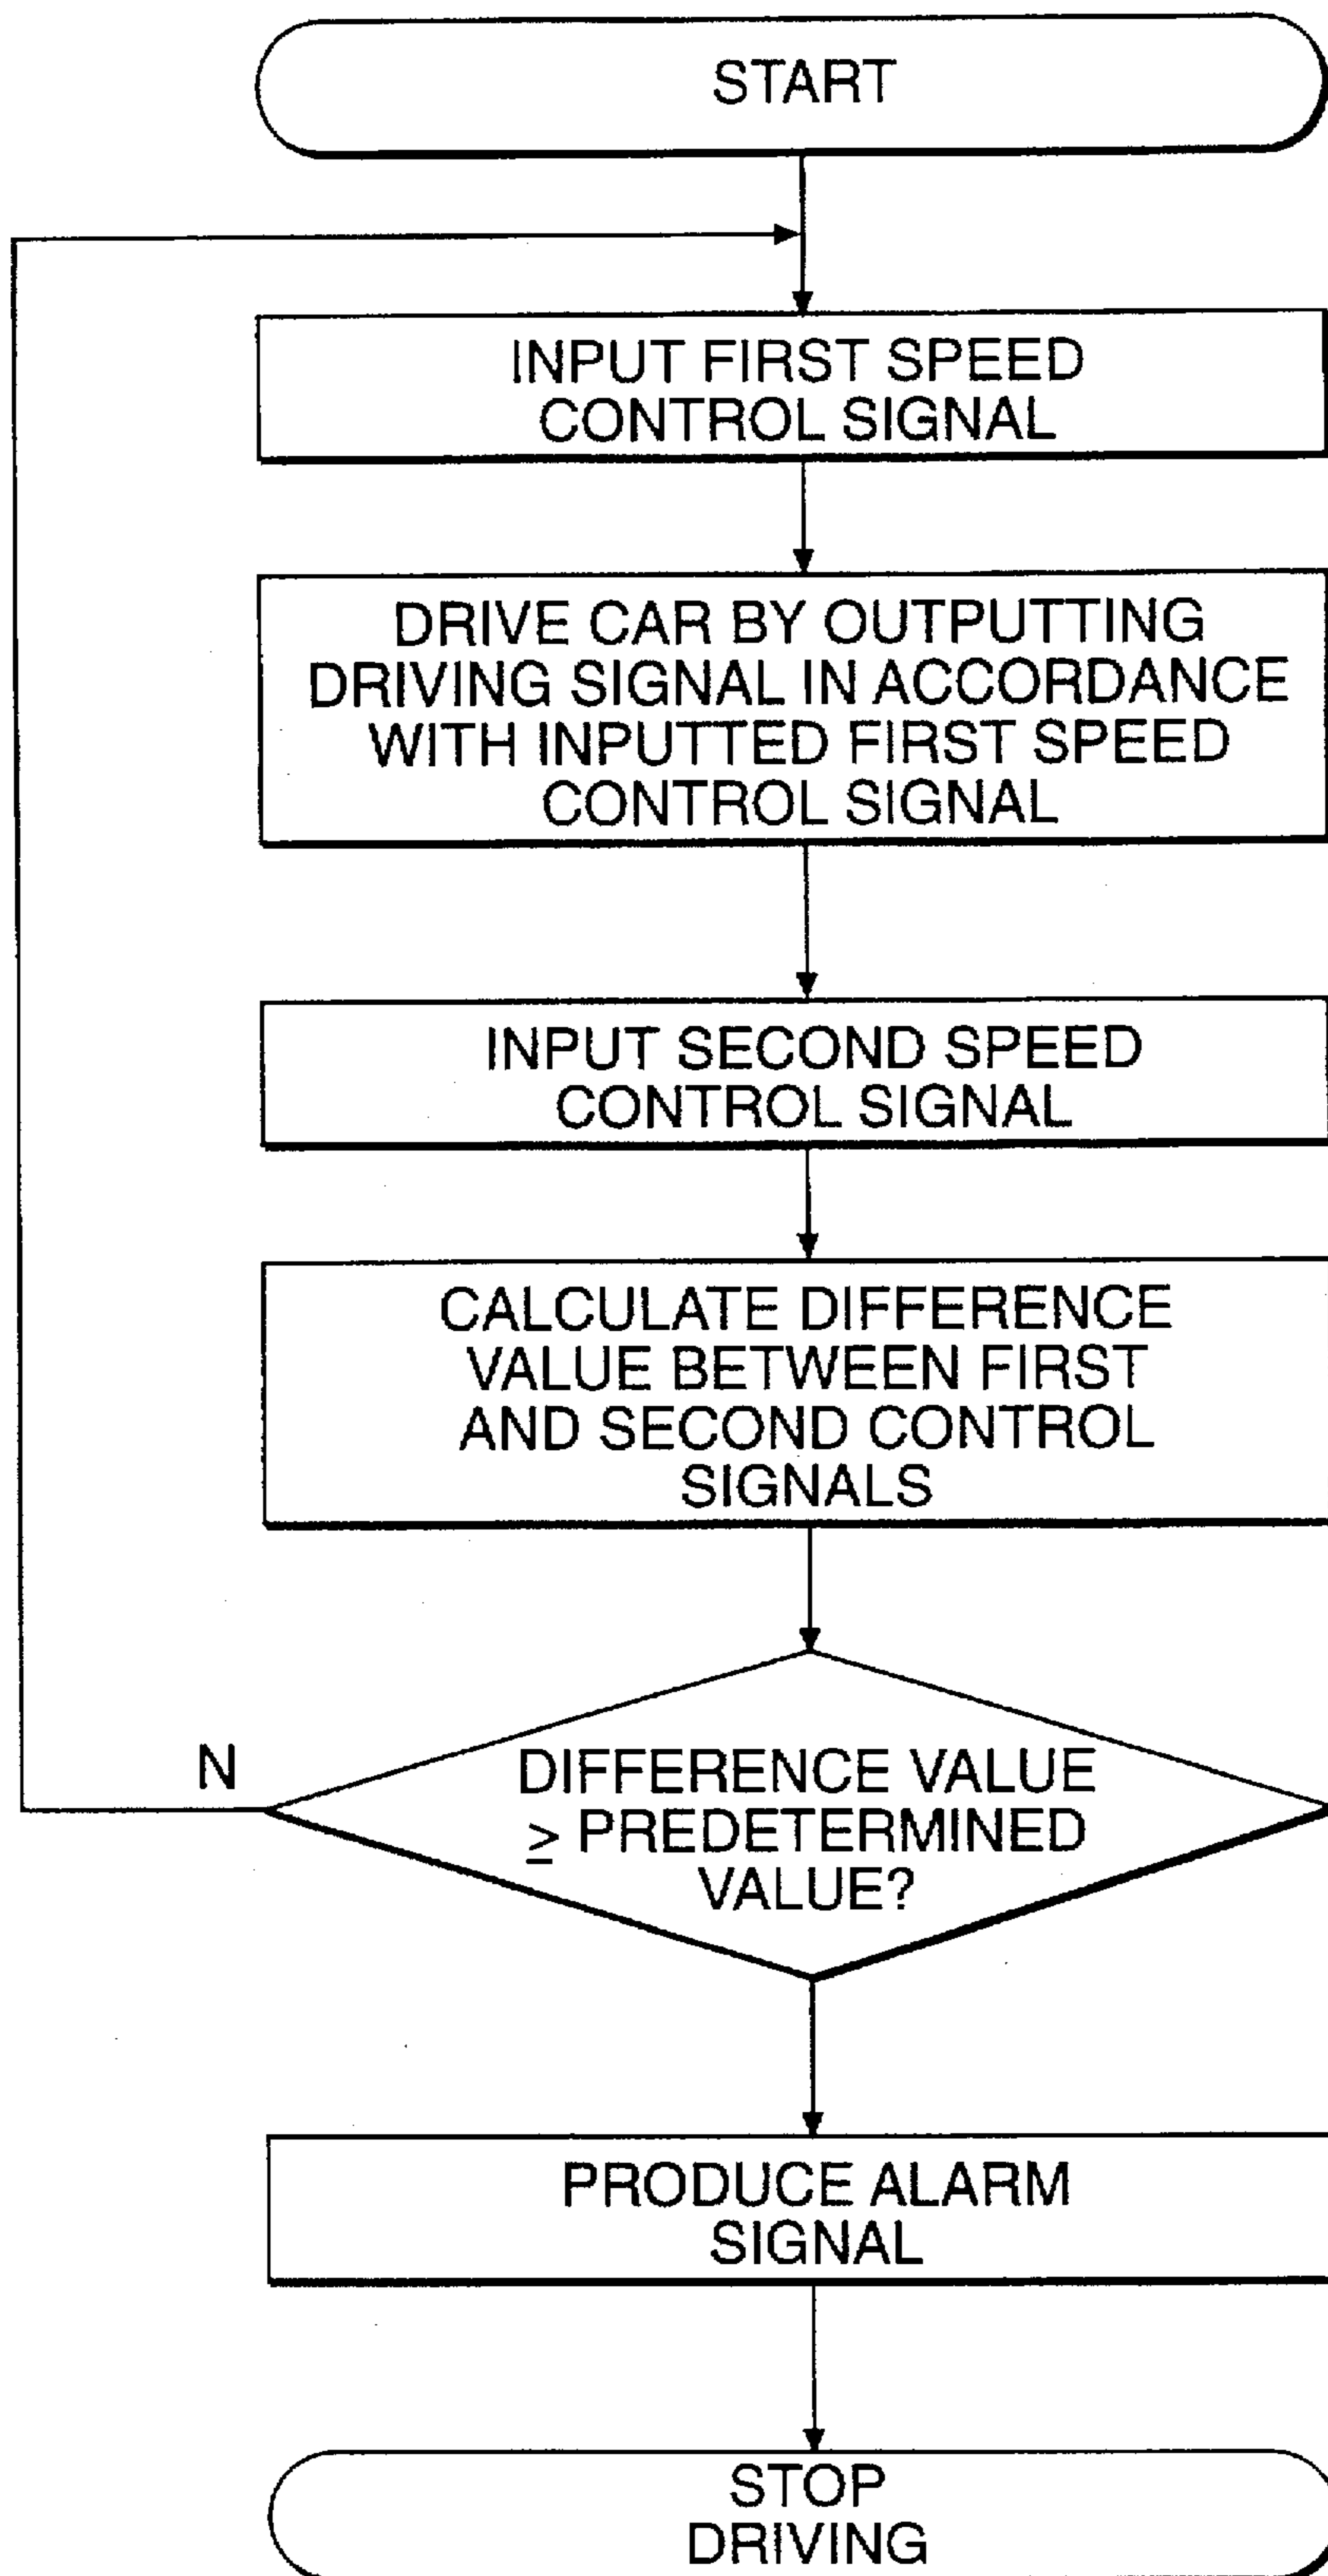 START
INPUT FIRST SPEED
CONTROL SIGNAL
DRIVE CAR BY OUTPUTTING
DRIVING SIGNAL IN ACCORDANCE
WITH INPUTTED FIRST SPEED
CONTROL SIGNAL
INPUT SECOND SPEED
CONTROL SIGNAL
CALCULATE DIFFERENCE
VALUE BETWEEN FIRST
AND SECOND CONTROL
SIGNALS
N
DIFFERENCE VALUE
≥ PREDETERMINED
VALUE?
PRODUCE ALARM
SIGNAL
STOP
DRIVING